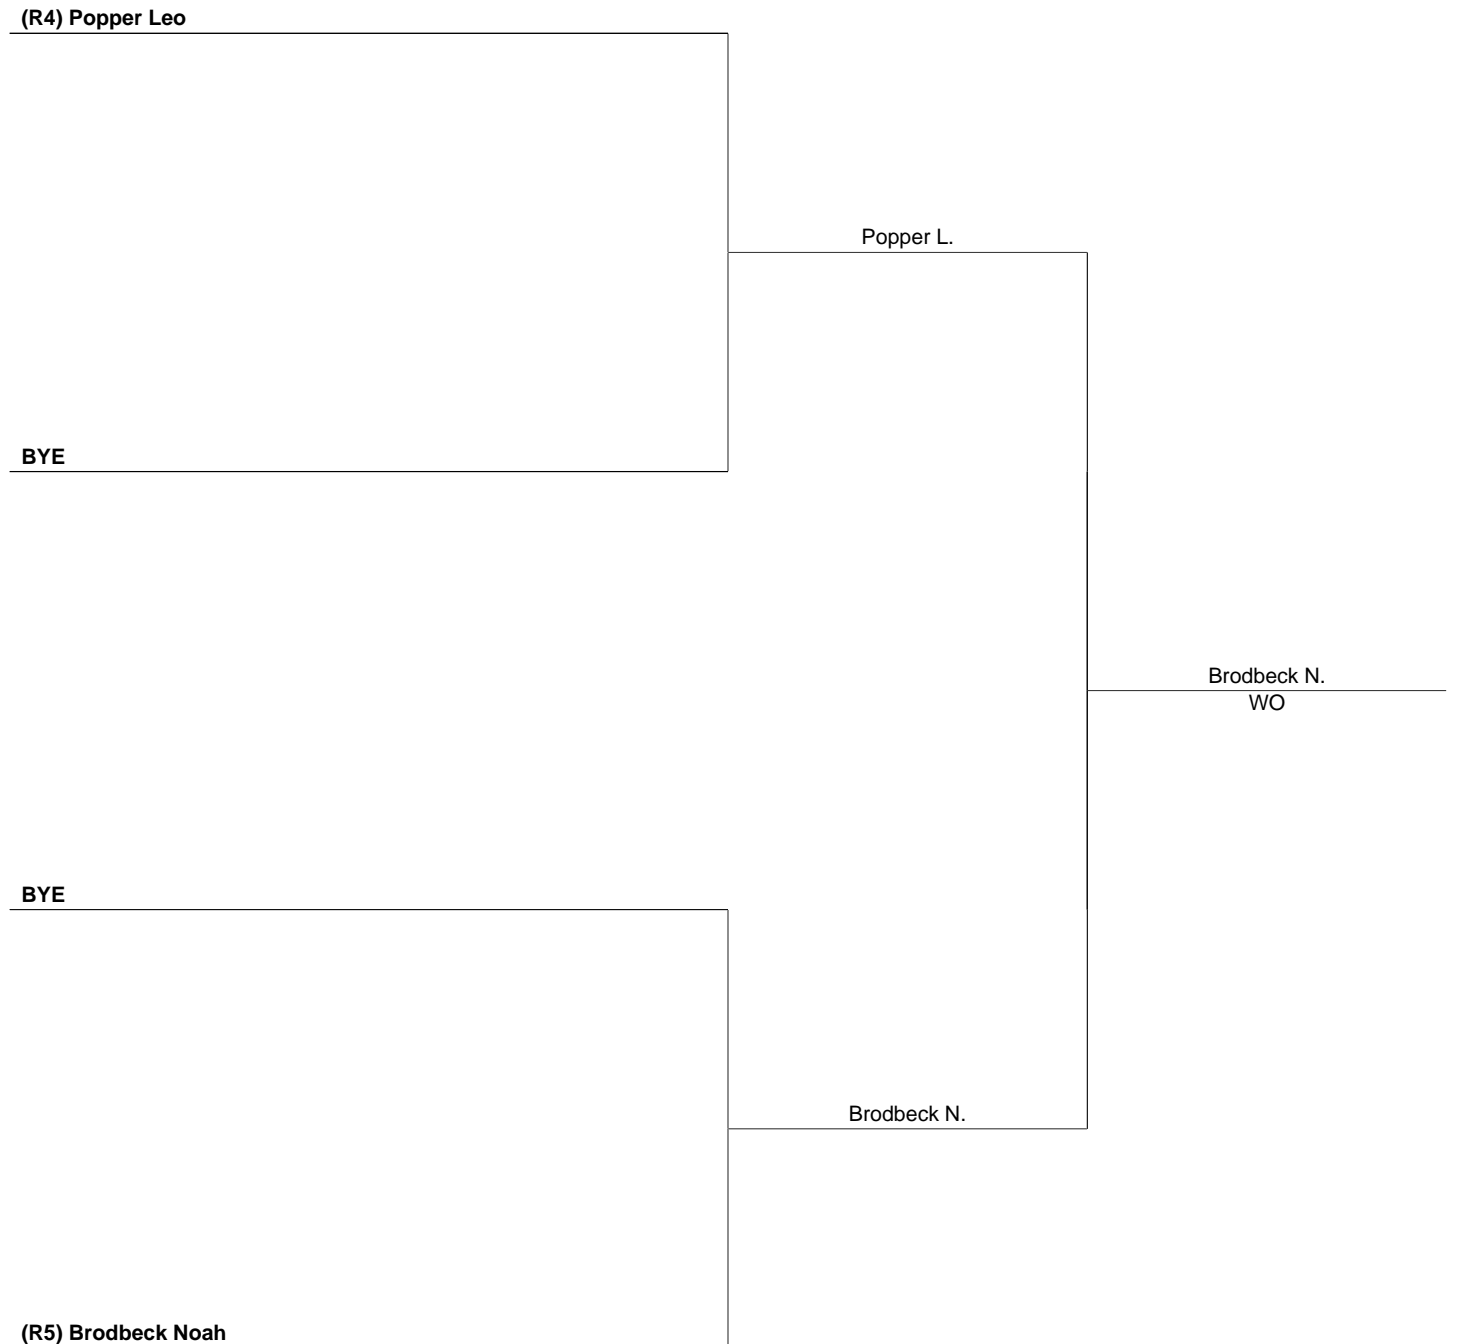 (R4) Popper Leo
Popper L.
BYE
Brodbeck N.
WO
BYE
Brodbeck N.
(R5) Brodbeck Noah